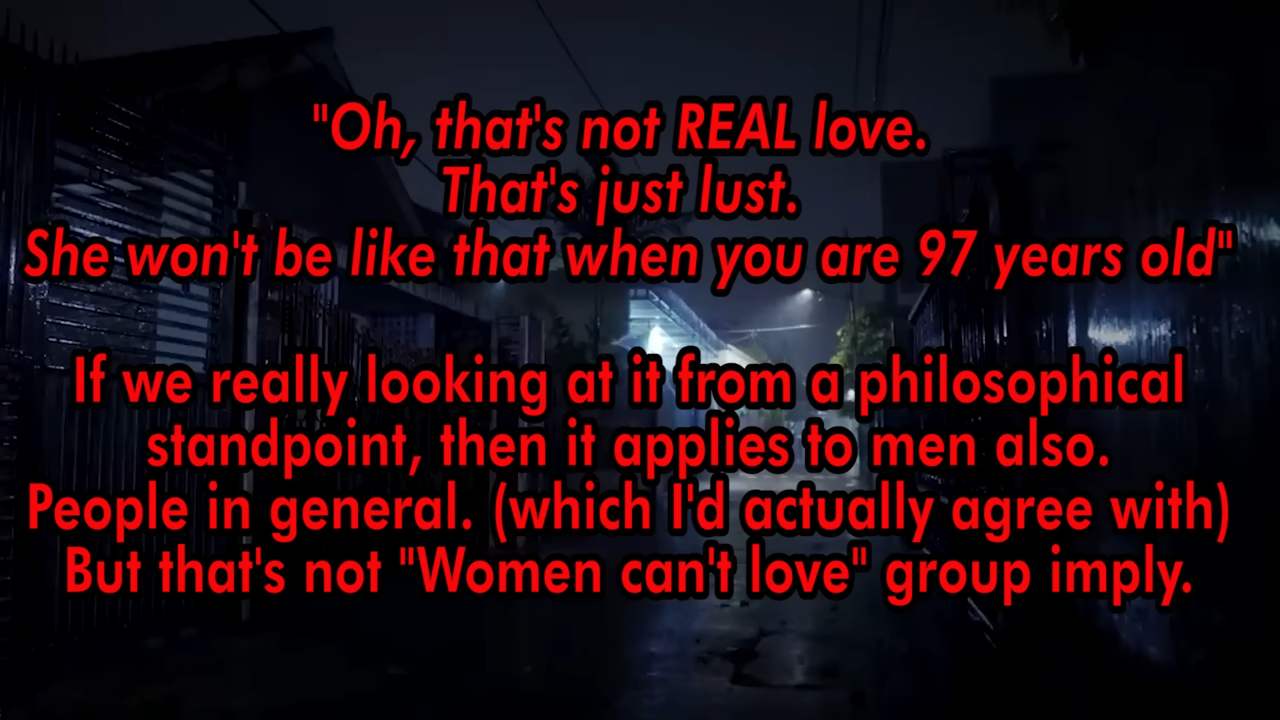 "Oh, that's not REAL love.
That's just lust.
She won't be like that when you are 97 years old"
If we really looking at it from a philosophical
standpoint, then it applies to men also.
People in general. (which I'd actually agree with)
But that's not "Women can't love" group imply.